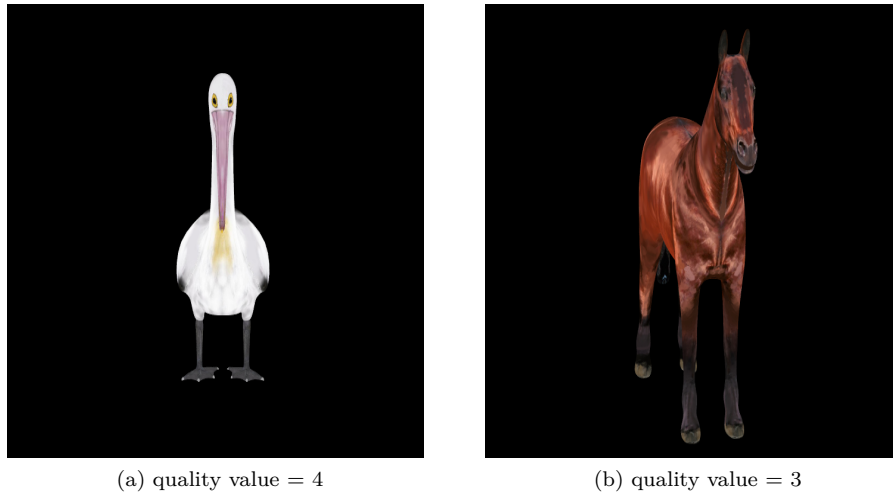 (a) quality value = 4
(b) quality value = 3